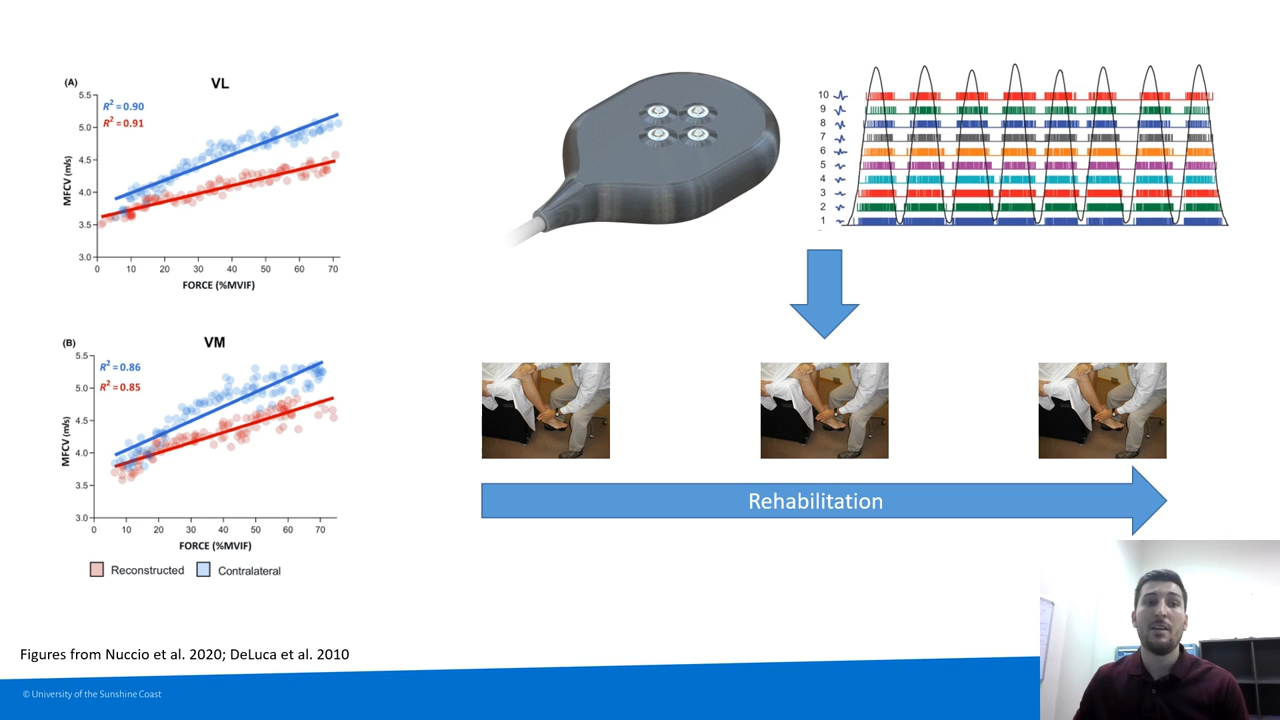 (A)
VL
R² = 0.90
R² = 0.91
5.5
5.0
4.5
4.0
3.5
3.0
MFCV (m/s)
0 10 20 30 40 50 60 70
FORCE (%MVIF)
(B)
VM
R² = 0.86
R² = 0.85
5.5
5.0
4.5
4.0
3.5
3.0
MFCV (m/s)
0 10 20 30 40 50 60 70
FORCE (%MVIF)
Reconstructed Contralateral
10
9
8
7
6
5
4
3
2
1
Rehabilitation
Figures from Nuccio et al. 2020; DeLuca et al. 2010
© University of the Sunshine Coast